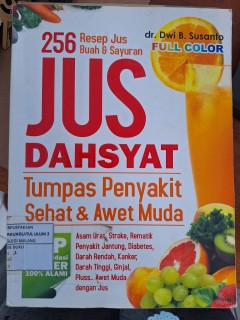 256 Resep Jus
Buah & Sayuran
dr. Dwi B. Susanto
FULL COLOR
JUS
DAHSYAT
Tumpas Penyakit
Sehat & Awet Muda
Asam Urat, Stroke, Rematik
Penyakit Jantung, Diabetes,
Darah Rendah, Kanker,
Darah Tinggi, Ginjal,
Pluss.. Awet Muda
dengan Jus
100% ALAMI